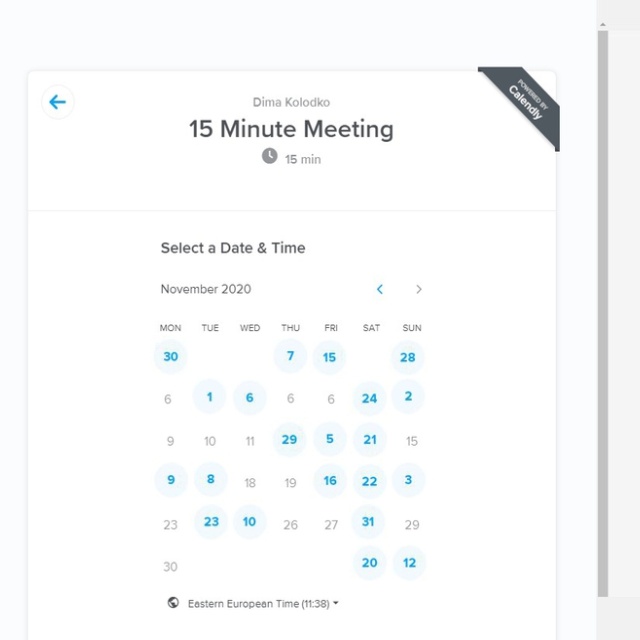 POWERED BY
Calendly
Dima Kolodko
15 Minute Meeting
15 min
Select a Date & Time
November 2020
MON TUE WED THU FRI SAT SUN
30 7 15 28
6 1 6 6 6 24 2
9 10 11 29 5 21 15
9 8 18 19 16 22 3
23 23 10 26 27 31 29
30 20 12
Eastern European Time (11:38)